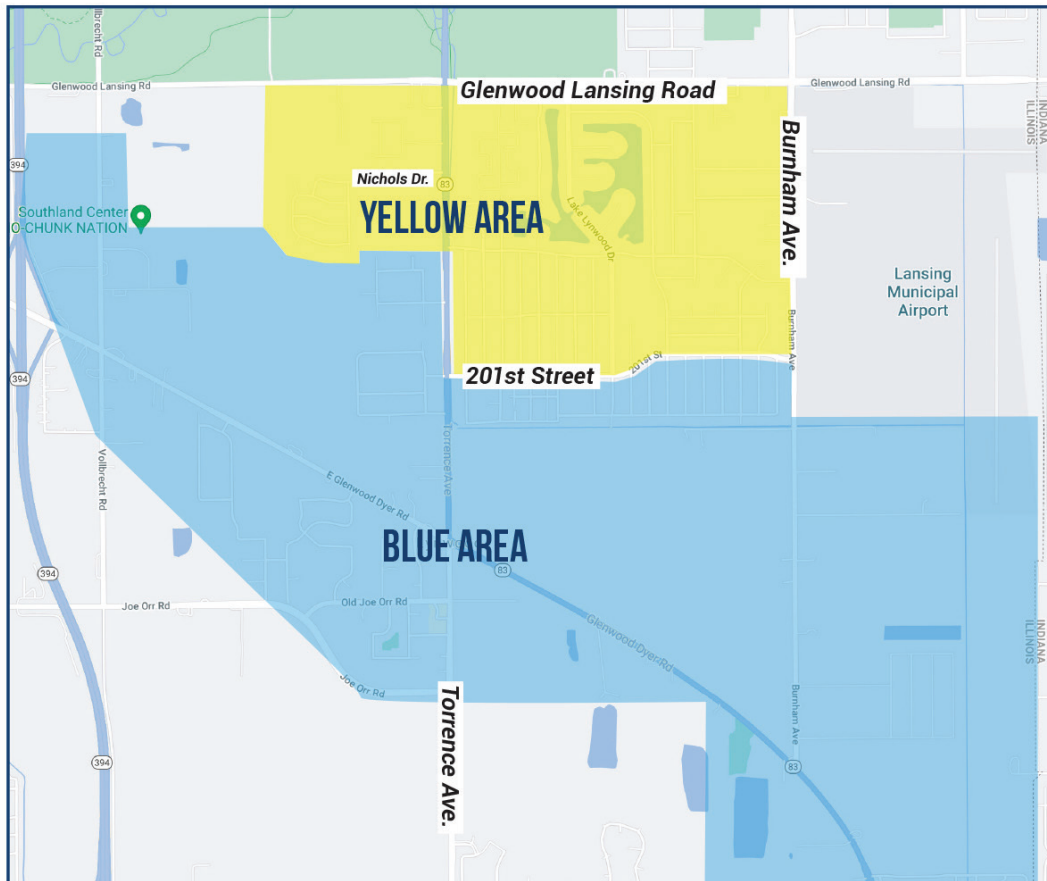 Vollbrecht Rd
Glenwood Lansing Rd
Glenwood Lansing Road
Glenwood Lansing Rd
INDIANA
ILLINOIS
Burnham Ave.
394
Nichols Dr.
83
YELLOW AREA
Lake Lynwood Dr
Southland Center
O-CHUNK NATION
Lansing
Municipal
Airport
Burnham Ave
201st St
201st Street
394
Torrence Ave
Vollbrecht Rd
E Glenwood Dyer Rd
BLUE AREA
83
394
Joe Orr Rd
Old Joe Orr Rd
Glenwood Dyer Rd
INDIANA
ILLINOIS
Joe Orr Rd
Torrence Ave.
Burnham Ave
394
83